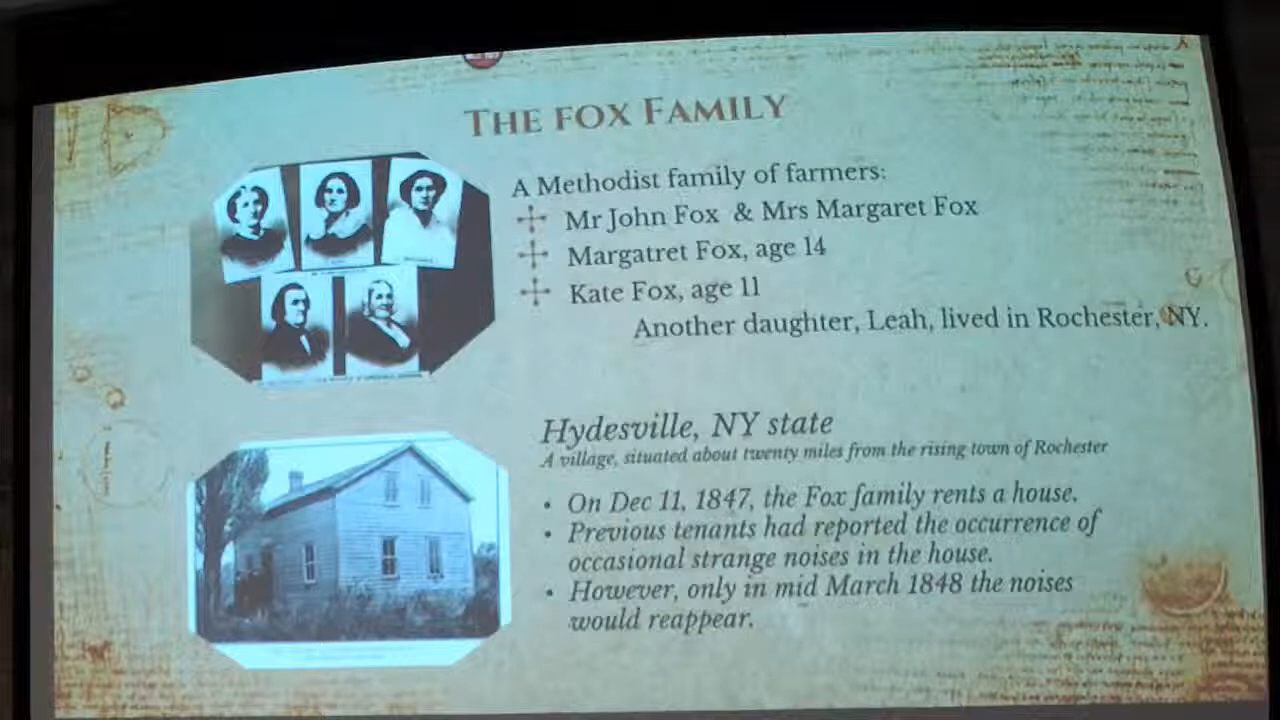 THE FOX FAMILY
A Methodist family of farmers:
Mr John Fox & Mrs Margaret Fox
Margatret Fox, age 14
Kate Fox, age 11
Another daughter, Leah, lived in Rochester, NY.
Hydesville, NY state
A village, situated about twenty miles from the rising town of Rochester
• On Dec 11, 1847, the Fox family rents a house.
• Previous tenants had reported the occurrence of
occasional strange noises in the house.
• However, only in mid March 1848 the noises
would reappear.